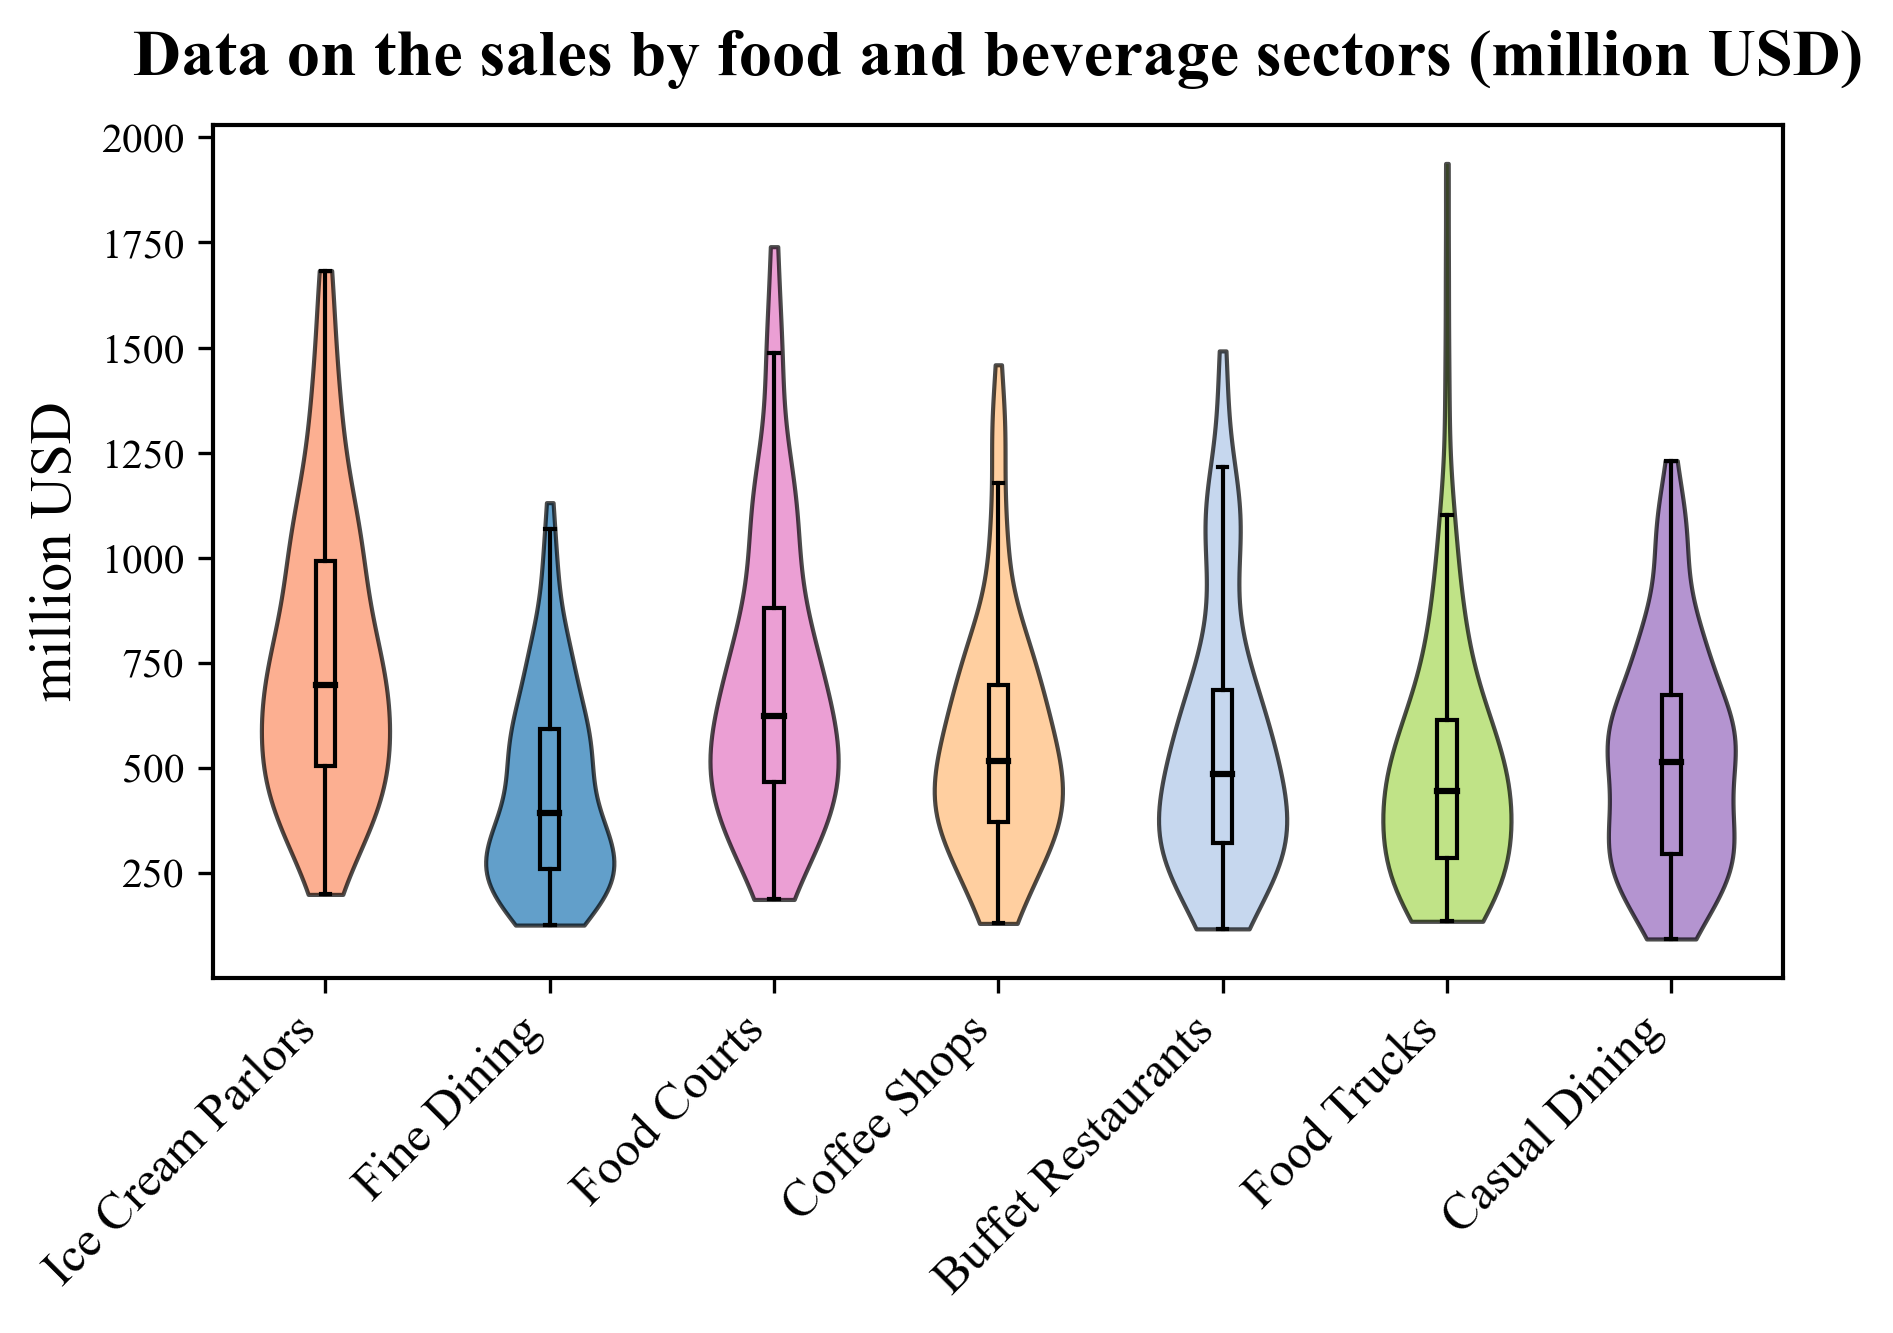 Data on the sales by food and beverage sectors (million USD)
million USD
2000
1750
1500
1250
1000
750
500
250
Ice Cream Parlors
Fine Dining
Food Courts
Coffee Shops
Buffet Restaurants
Food Trucks
Casual Dining